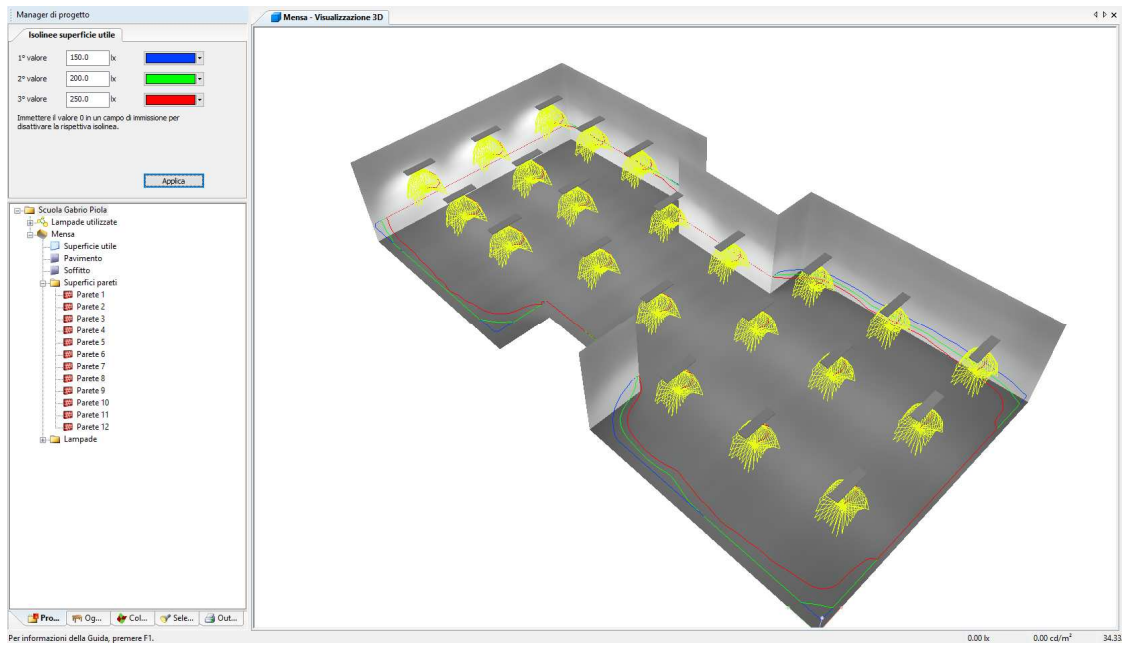 Manager di progetto
Isolinee superficie utile
1° valore 150.0 lx
2° valore 200.0 lx
3° valore 250.0 lx
Immettere il valore 0 in un campo di immissione per
disattivare la rispettiva isolinea.
Applica
Scuola Gabrio Piola
Lampade utilizzate
Mensa
Superficie utile
Pavimento
Soffitto
Superfici pareti
Parete 1
Parete 2
Parete 3
Parete 4
Parete 5
Parete 6
Parete 7
Parete 8
Parete 9
Parete 10
Parete 11
Parete 12
Lampade
Pro... Og... Col... Sele... Out...
Mensa - Visualizzazione 3D
Per informazioni della Guida, premere F1.
0.00 lx 0.00 cd/m² 34.33